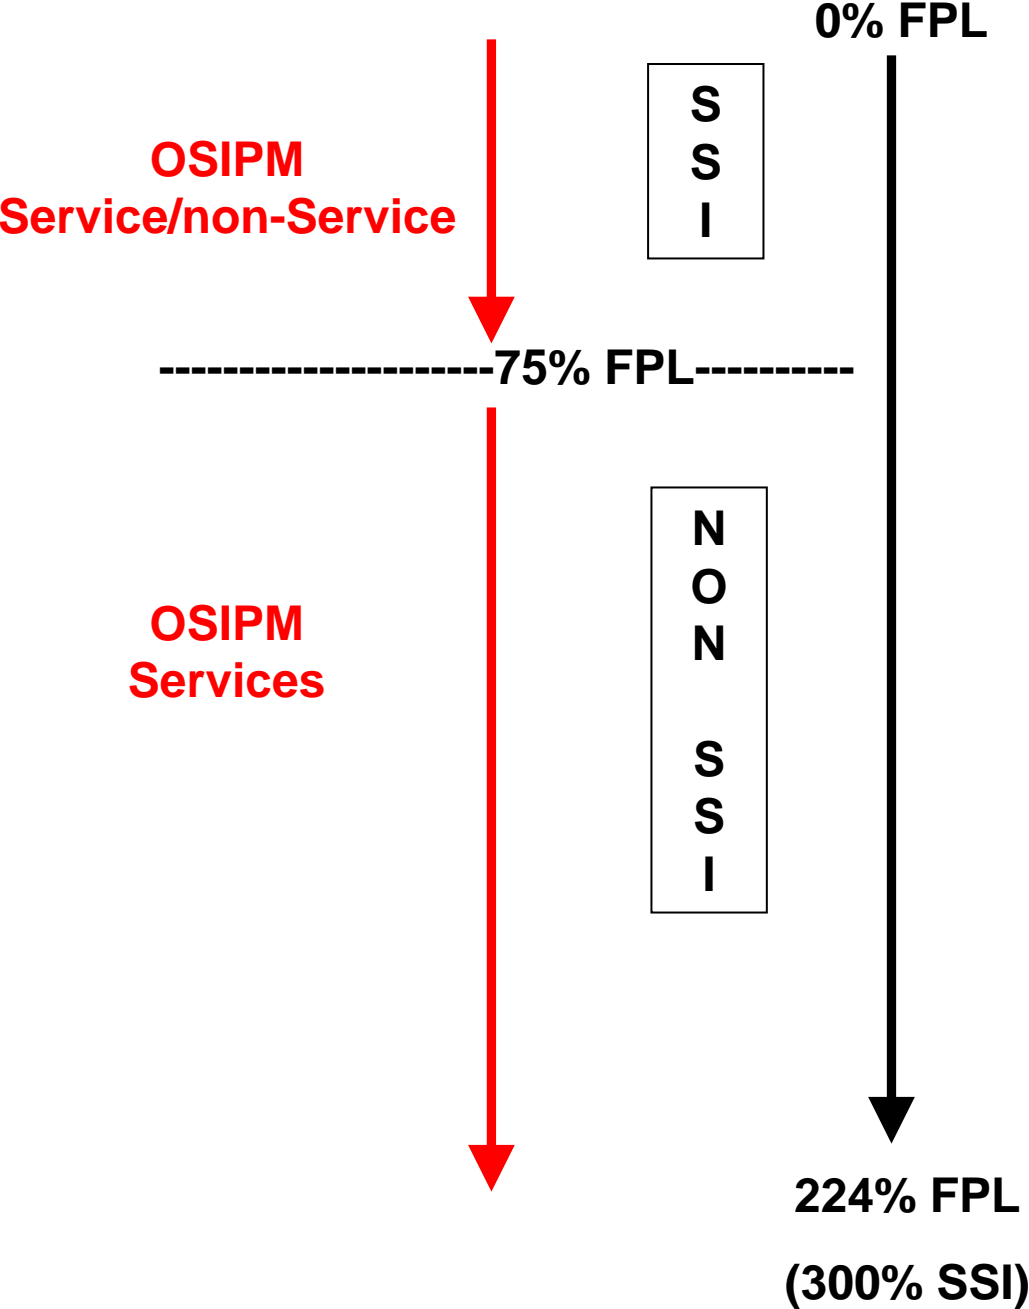 0% FPL
S
S
I
OSIPM
Service/non-Service
---------------------75% FPL----------
N
O
N
S
S
I
OSIPM
Services
224% FPL
(300% SSI)